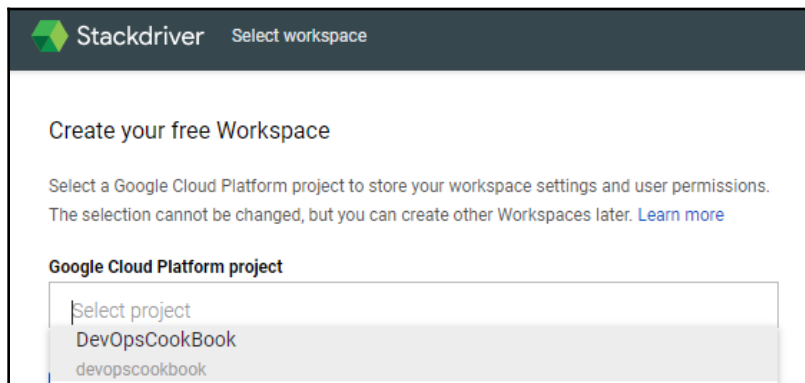 Stackdriver Select workspace
Create your free Workspace
Select a Google Cloud Platform project to store your workspace settings and user permissions.
The selection cannot be changed, but you can create other Workspaces later. Learn more
Google Cloud Platform project
Select project
DevOpsCookBook
devopscookbook